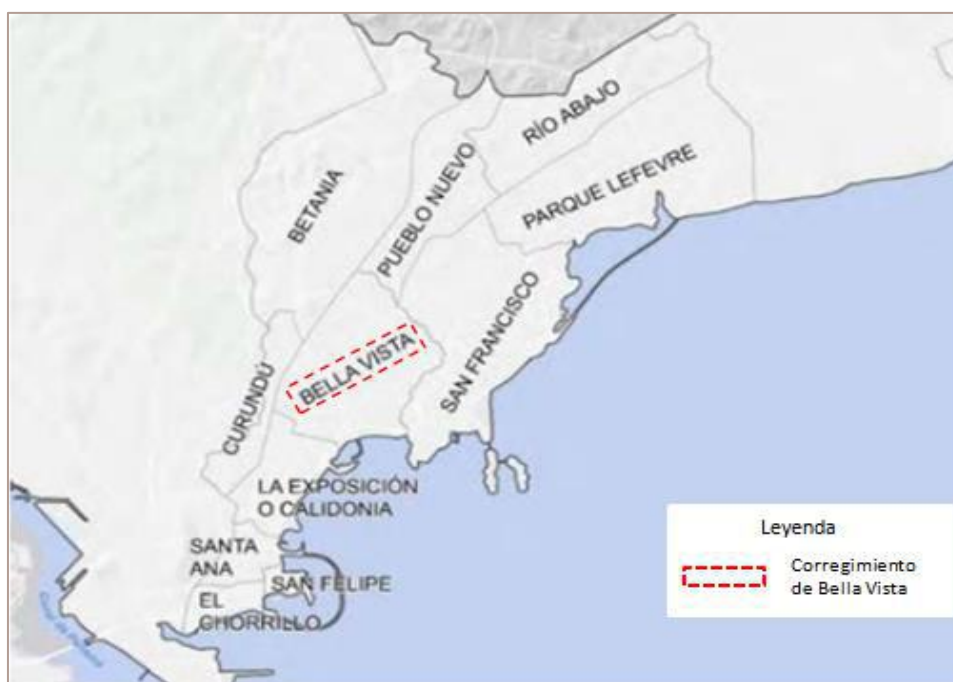 RÍO ABAJO
PARQUE LEFEVRE
PUEBLO NUEVO
BETANIA
SAN FRANCISCO
BELLA VISTA
CURUNDÚ
LA EXPOSICIÓN
O CALIDONIA
SANTA
ANA
SAN FELIPE
EL
CHORRILLO
Leyenda
Corregimiento
de Bella Vista